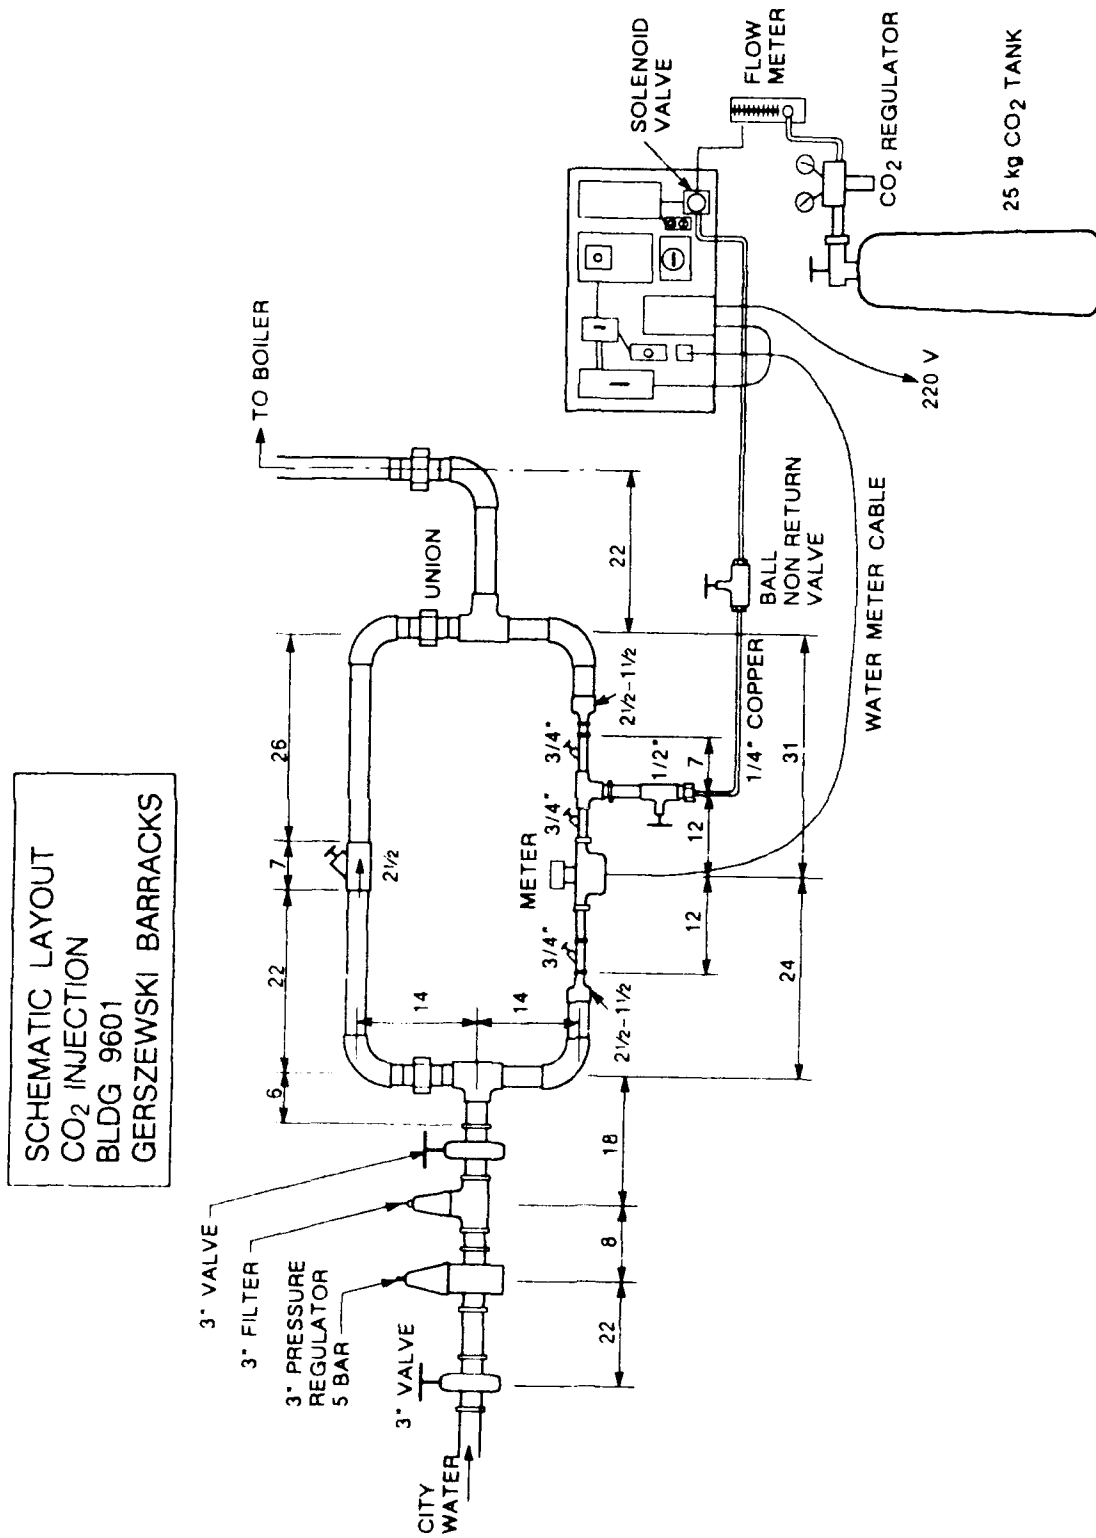 SCHEMATIC LAYOUT
CO2 INJECTION
BLDG 9601
GERSZEWSKI BARRACKS
CITY
WATER
3" VALVE
3" PRESSURE
REGULATOR
5 BAR
3" FILTER
3" VALVE
22
8
18
6
22
7
26
14
14
2½
UNION
TO BOILER
22
2½-1½
3/4"
METER
3/4"
3/4"
2½-1½
1/2"
12
12
7
24
31
1/4" COPPER
BALL
NON RETURN
VALVE
WATER METER CABLE
220 V
SOLENOID
VALVE
FLOW
METER
CO2 REGULATOR
25 kg CO2 TANK